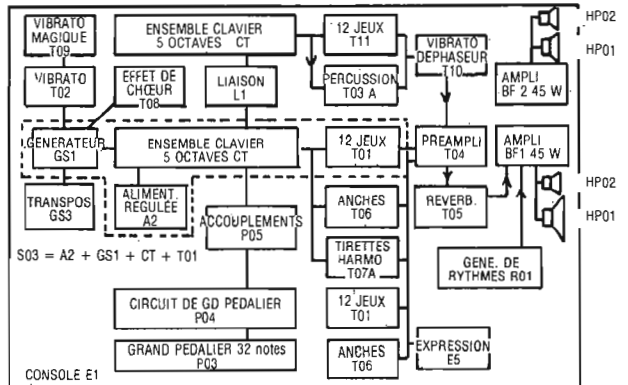 VIBRATO
MAGIQUE
T09
ENSEMBLE CLAVIER
5 OCTAVES CT
12 JEUX
T11
VIBRATO
DEPHASEUR
T10
HP02
HP01
VIBRATO
T02
EFFET DE
CHŒUR
T08
LIAISON
L1
PERCUSSION
T03 A
AMPLI
BF 2 45 W
GENERATEUR
GS1
ENSEMBLE CLAVIER
5 OCTAVES CT
12 JEUX
T01
PREAMPLI
T04
AMPLI
BF1 45 W
TRANSPOS
GS3
ALIMENT.
REGULÉE
A2
ACCOUPLEMENTS
P05
ANCHES
T06
REVERB.
T05
HP02
HP01
S03 = A2 + GS1 + CT + T01
TIRETTES
HARMO
T07A
GENE. DE
RYTHMES R01
CIRCUIT DE GD PEDALIER
P04
12 JEUX
T01
GRAND PEDALIER 32 notes
P03
ANCHES
T06
EXPRESSION
E5
CONSOLE E1